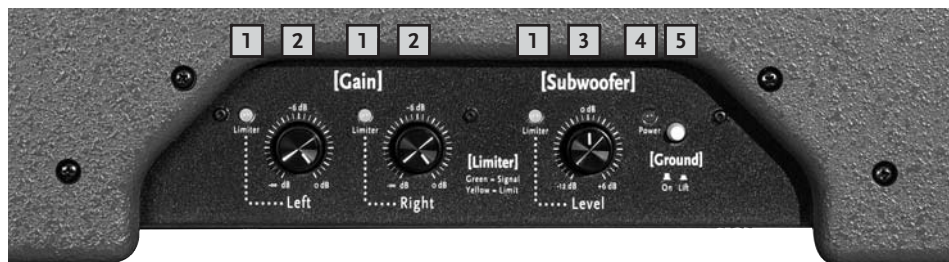 1 2 1 2 1 3 4 5
[Gain] [Subwoofer]
-6 dB -6 dB 0 dB
Limiter Limiter Limiter Power
[Limiter] [Ground]
Green = Signal
Yellow = Limit
-∞ dB 0 dB -∞ dB 0 dB +6 dB On Lift
Left Right Level